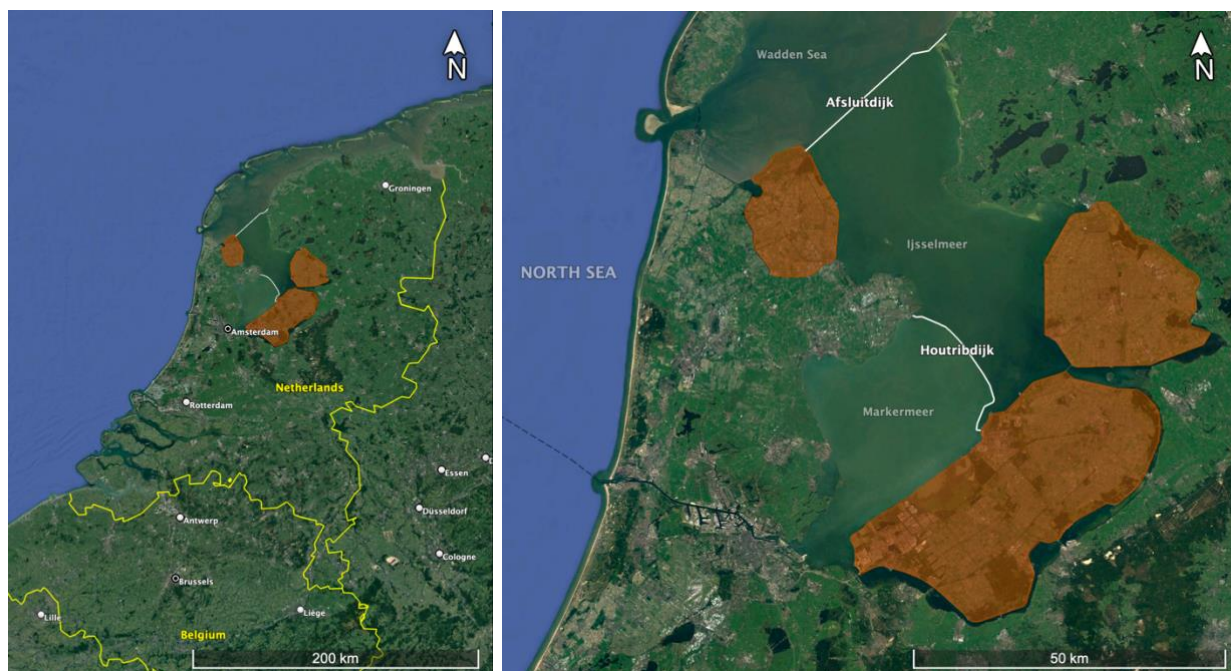 N
Groningen
Amsterdam
Netherlands
Rotterdam
Essen
Düsseldorf
Antwerp
Cologne
Brussels
Liège
Lille
Belgium
200 km
Wadden Sea
N
Afsluitdijk
Ijsselmeer
NORTH SEA
Houtribdijk
Markermeer
50 km